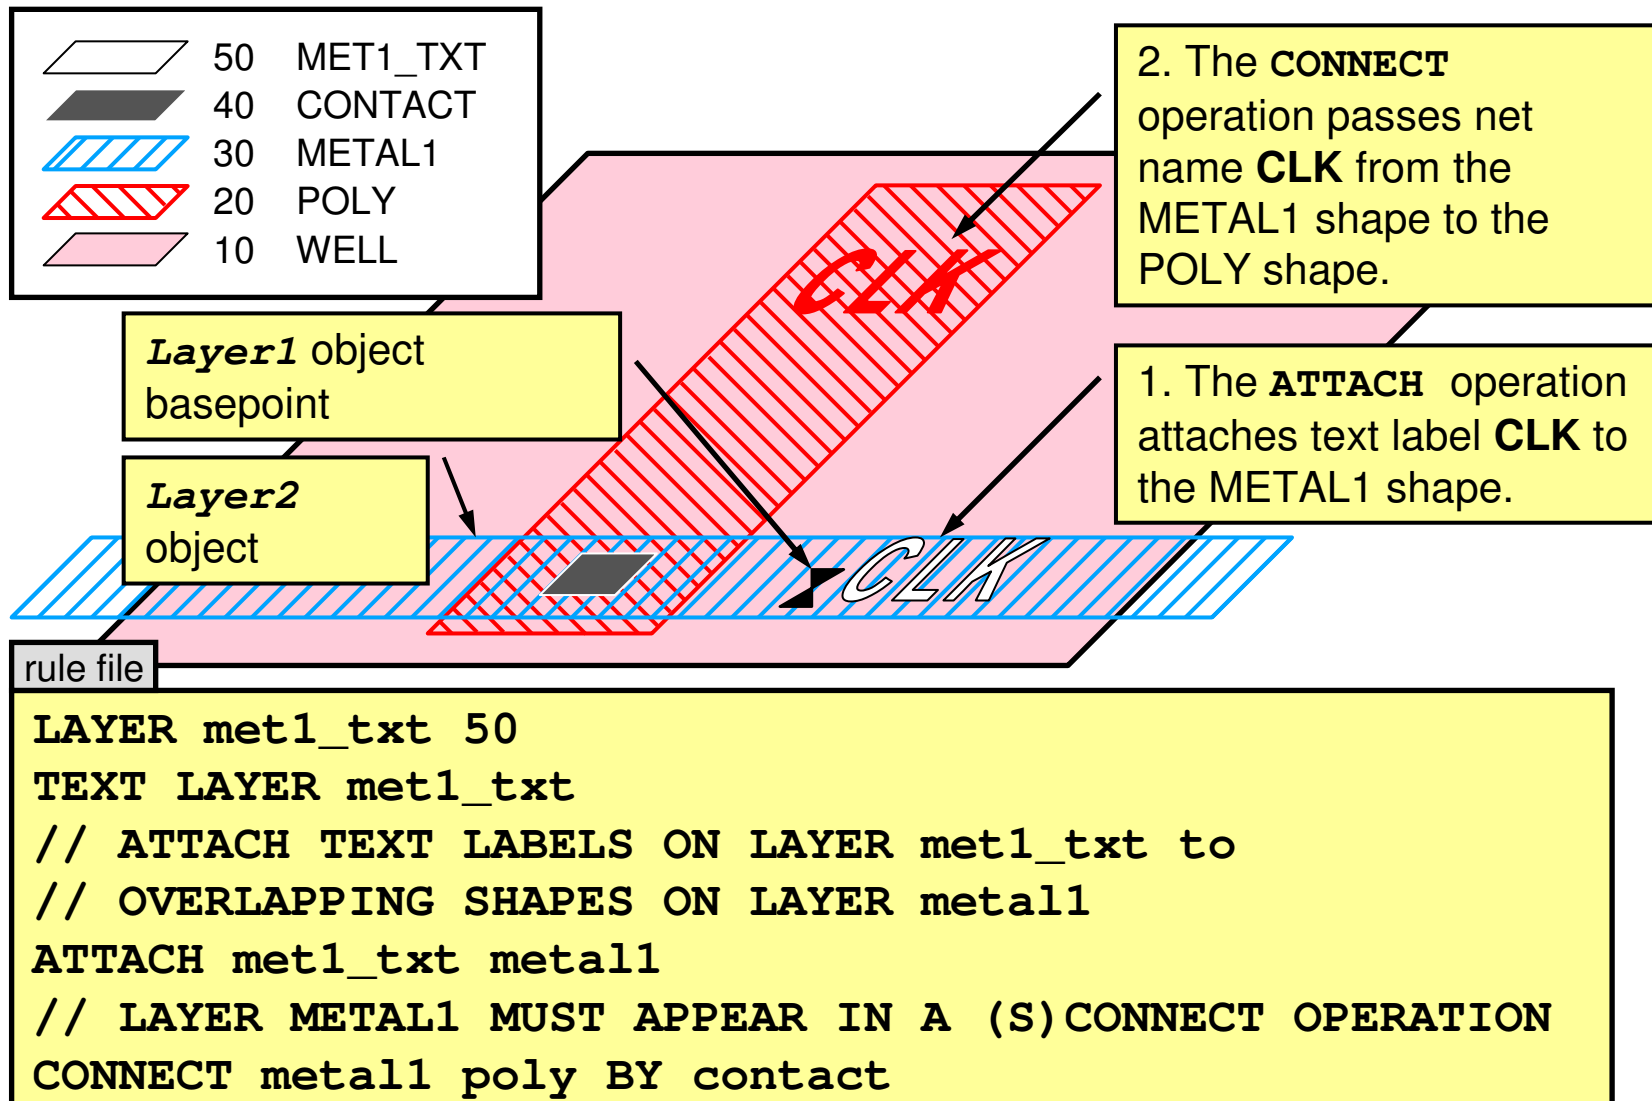 50 MET1_TXT
40 CONTACT
30 METAL1
20 POLY
10 WELL
2. The CONNECT
operation passes net
name CLK from the
METAL1 shape to the
POLY shape.
CLK
Layer1 object
basepoint
1. The ATTACH operation
attaches text label CLK to
the METAL1 shape.
Layer2
object
CLK
rule file
LAYER met1_txt 50
TEXT LAYER met1_txt
// ATTACH TEXT LABELS ON LAYER met1_txt to
// OVERLAPPING SHAPES ON LAYER metal1
ATTACH met1_txt metal1
// LAYER METAL1 MUST APPEAR IN A (S)CONNECT OPERATION
CONNECT metal1 poly BY contact